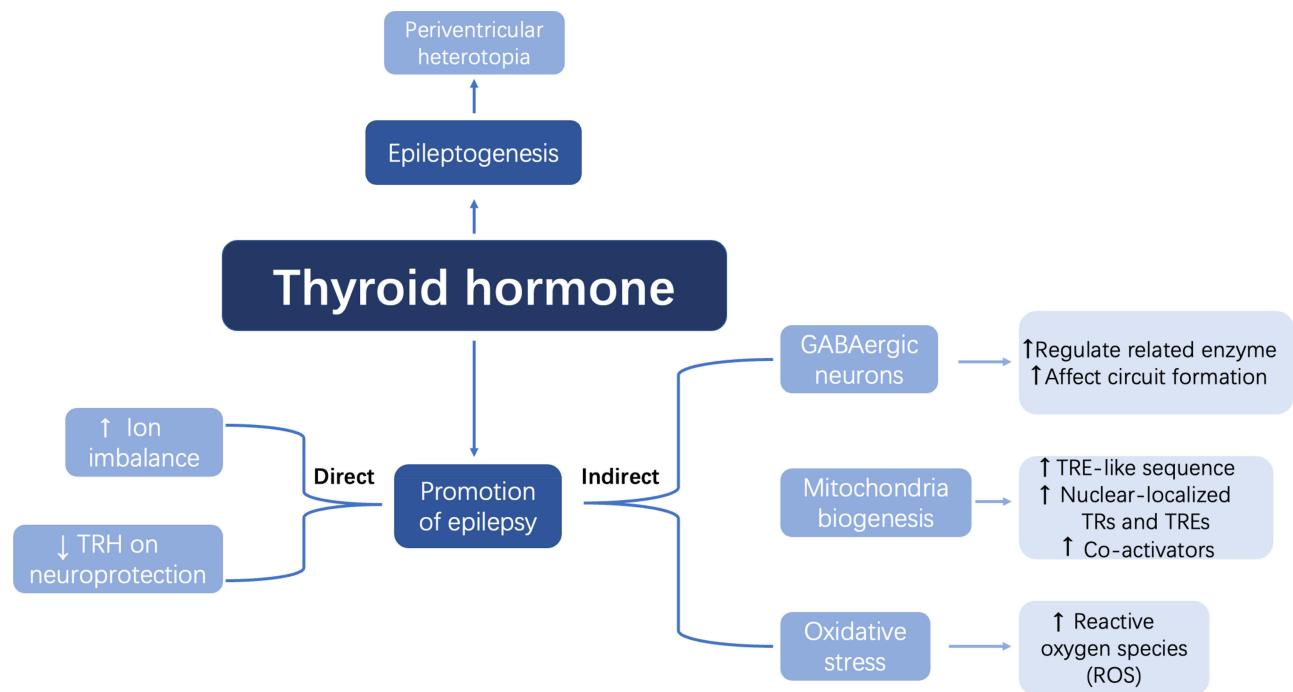 Periventricular
heterotopia
Epileptogenesis
Thyroid hormone
GABAergic
neurons
↑Regulate related enzyme
↑Affect circuit formation
↑ Ion
imbalance
Direct
Promotion
of epilepsy
Indirect
Mitochondria
biogenesis
↑ TRE-like sequence
↑ Nuclear-localized
TRs and TREs
↑ Co-activators
↓ TRH on
neuroprotection
Oxidative
stress
↑ Reactive
oxygen species
(ROS)